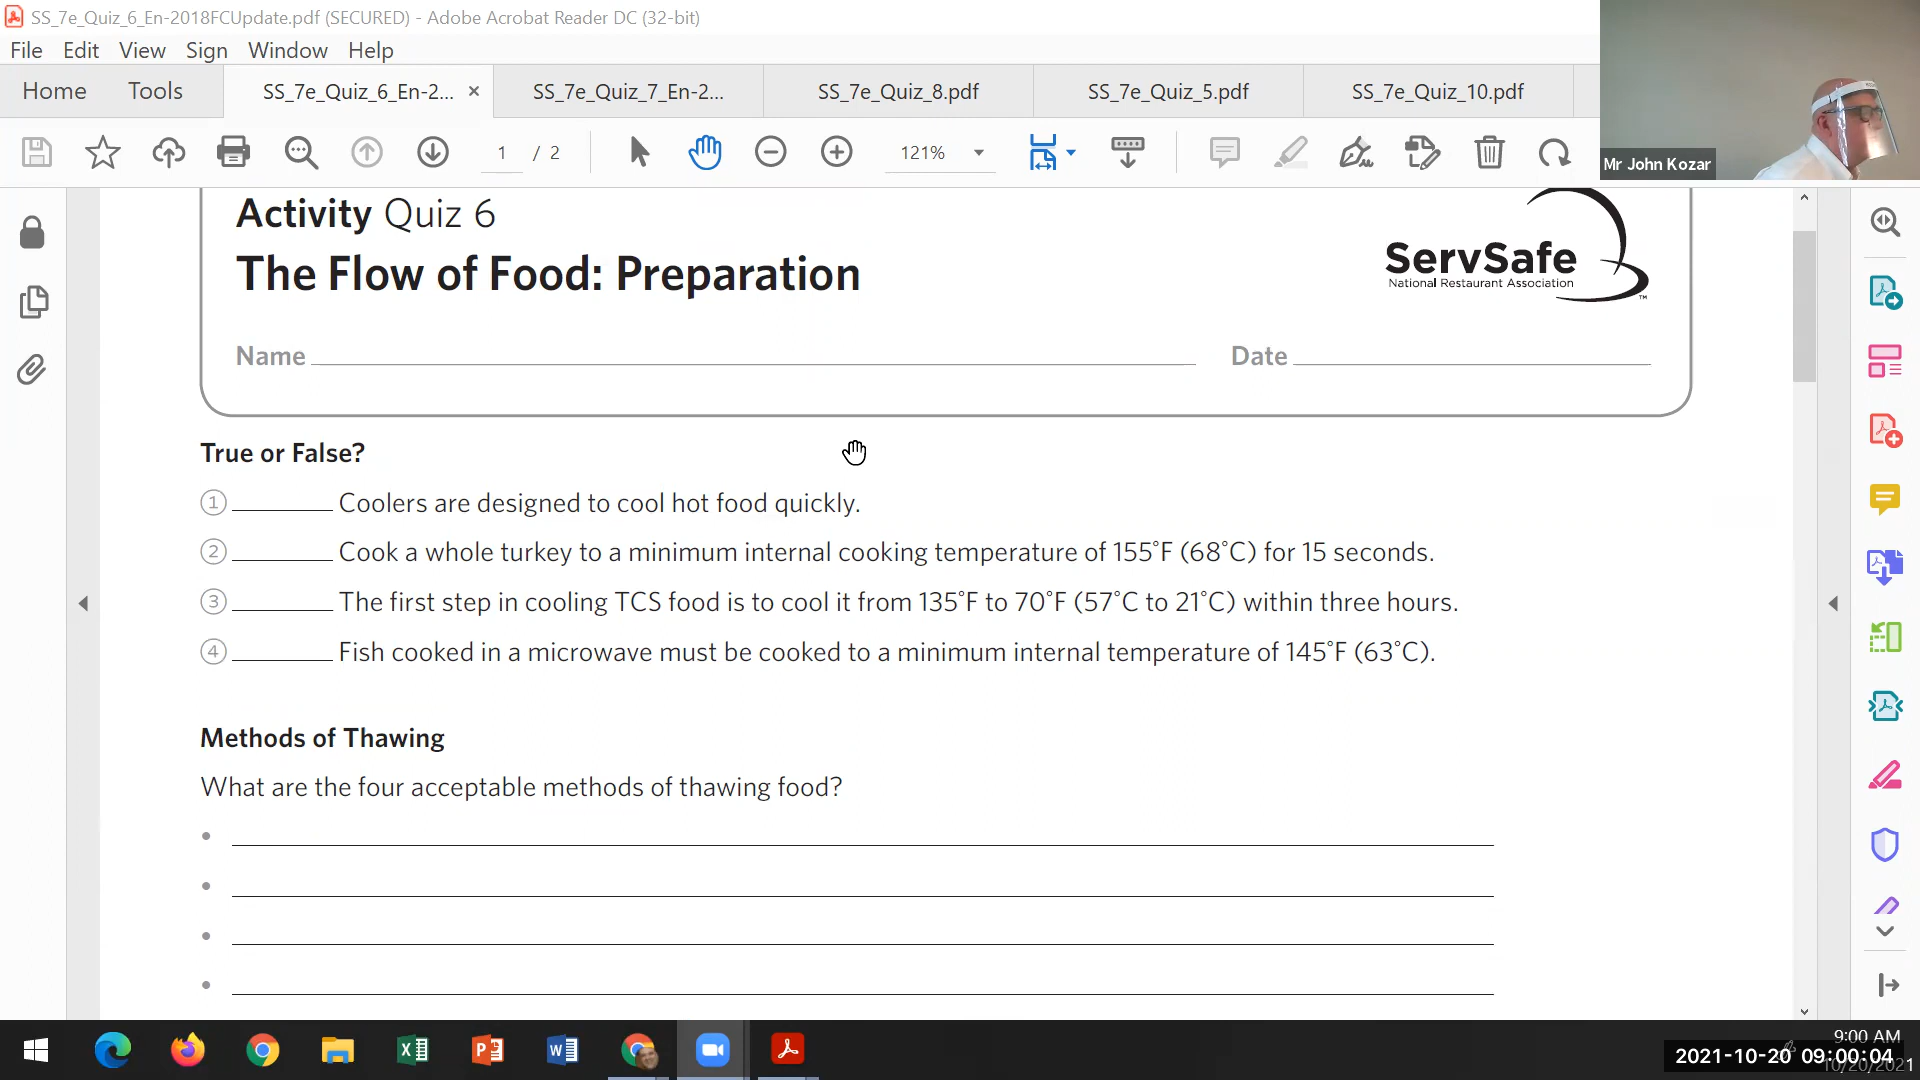 SS_7e_Quiz_6_En-2018FCUpdate.pdf (SECURED) - Adobe Acrobat Reader DC (32-bit)
File Edit View Sign Window Help
Home Tools SS_7e_Quiz_6_En-2... × SS_7e_Quiz_7_En-2... SS_7e_Quiz_8.pdf SS_7e_Quiz_5.pdf SS_7e_Quiz_10.pdf
1 / 2 121%
Mr John Kozar
Activity Quiz 6
The Flow of Food: Preparation
ServSafe
National Restaurant Association
™
Name Date
True or False?
1 Coolers are designed to cool hot food quickly.
2 Cook a whole turkey to a minimum internal cooking temperature of 155°F (68°C) for 15 seconds.
3 The first step in cooling TCS food is to cool it from 135°F to 70°F (57°C to 21°C) within three hours.
4 Fish cooked in a microwave must be cooked to a minimum internal temperature of 145°F (63°C).
Methods of Thawing
What are the four acceptable methods of thawing food?
•
•
•
•
9:00 AM
2021-10-20 09:00:04
10/20/2021